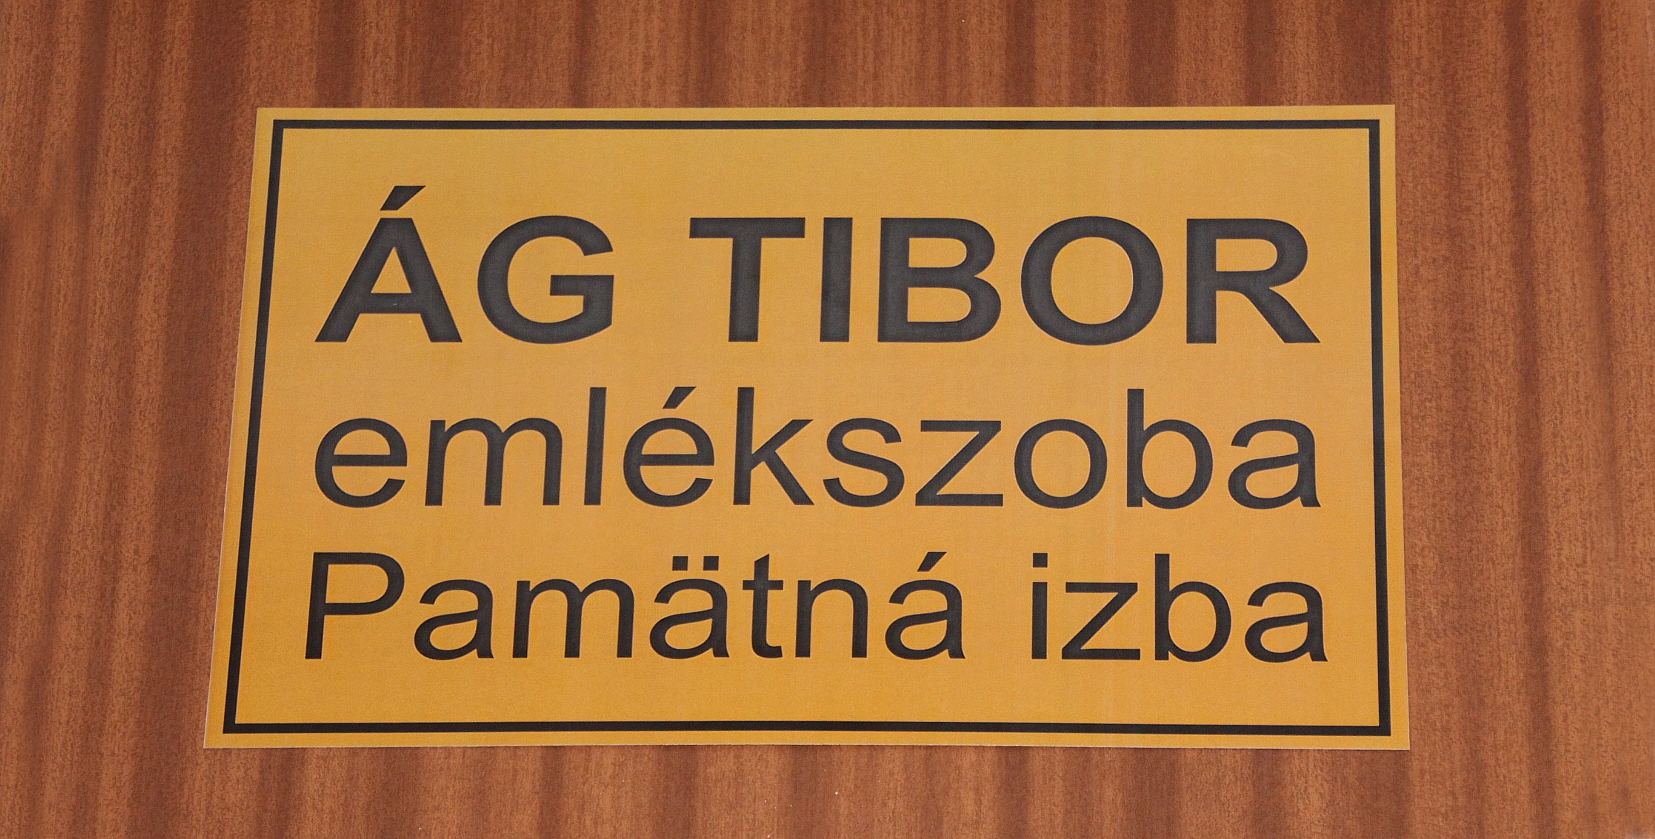 ÁG TIBOR
emlékszoba
Pamätná izba